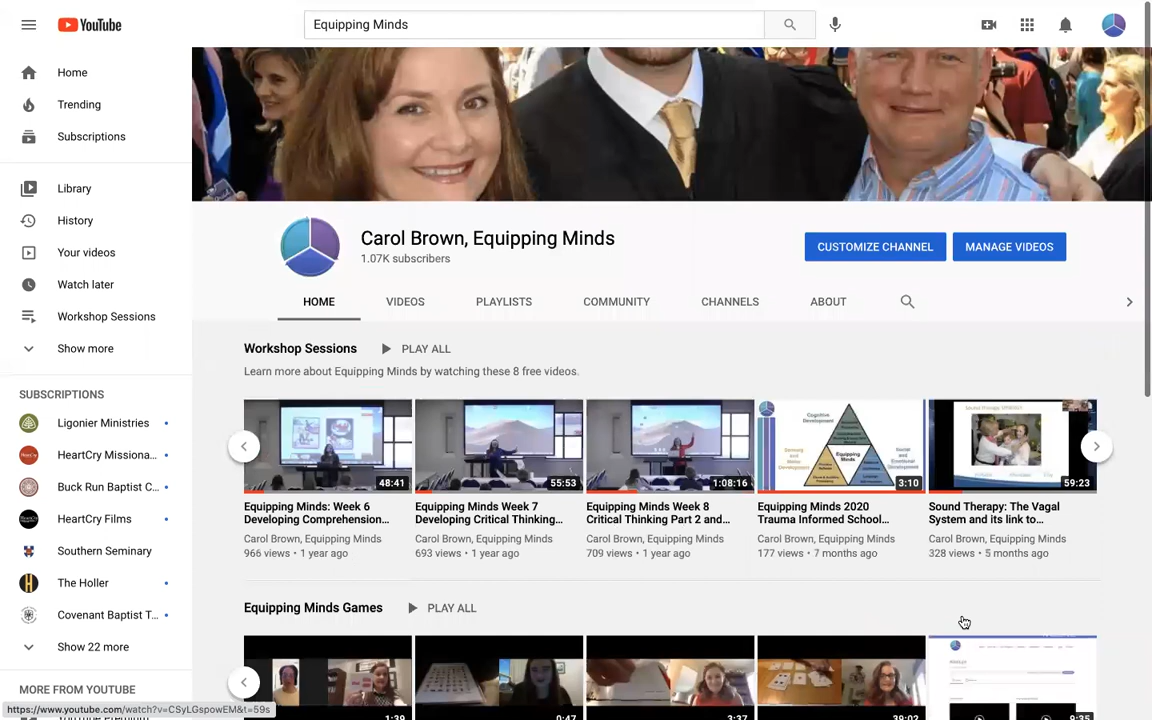 YouTube
Equipping Minds
Home
Trending
Subscriptions
Library
History
Your videos
Watch later
Workshop Sessions
Show more
SUBSCRIPTIONS
Ligonier Ministries
HeartCry Missiona...
Buck Run Baptist C...
HeartCry Films
Southern Seminary
The Holler
Covenant Baptist T...
Show 22 more
MORE FROM YOUTUBE
https://www.youtube.com/watch?v=CSyLGspowEM&t=59s
Carol Brown, Equipping Minds
1.07K subscribers
CUSTOMIZE CHANNEL
MANAGE VIDEOS
HOME VIDEOS PLAYLISTS COMMUNITY CHANNELS ABOUT
Workshop Sessions PLAY ALL
Learn more about Equipping Minds by watching these 8 free videos.
48:41
Equipping Minds: Week 6
Developing Comprehension...
Carol Brown, Equipping Minds
966 views • 1 year ago
55:53
Equipping Minds Week 7
Developing Critical Thinking...
Carol Brown, Equipping Minds
693 views • 1 year ago
1:08:16
Equipping Minds Week 8
Critical Thinking Part 2 and...
Carol Brown, Equipping Minds
709 views • 1 year ago
Cognitive
Development
Equipping
Minds
3:10
Equipping Minds 2020
Trauma Informed School...
Carol Brown, Equipping Minds
177 views • 7 months ago
59:23
Sound Therapy: The Vagal
System and its link to...
Carol Brown, Equipping Minds
328 views • 5 months ago
Equipping Minds Games PLAY ALL
1:39
0:47
3:37
39:02
9:35